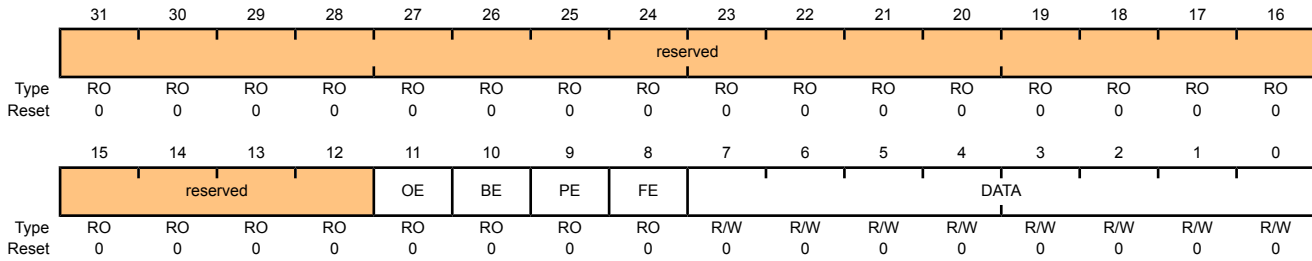 31 30 29 28 27 26 25 24 23 22 21 20 19 18 17 16
reserved
Type RO RO RO RO RO RO RO RO RO RO RO RO RO RO RO RO
Reset 0 0 0 0 0 0 0 0 0 0 0 0 0 0 0 0
15 14 13 12 11 10 9 8 7 6 5 4 3 2 1 0
reserved OE BE PE FE DATA
Type RO RO RO RO RO RO RO RO R/W R/W R/W R/W R/W R/W R/W R/W
Reset 0 0 0 0 0 0 0 0 0 0 0 0 0 0 0 0